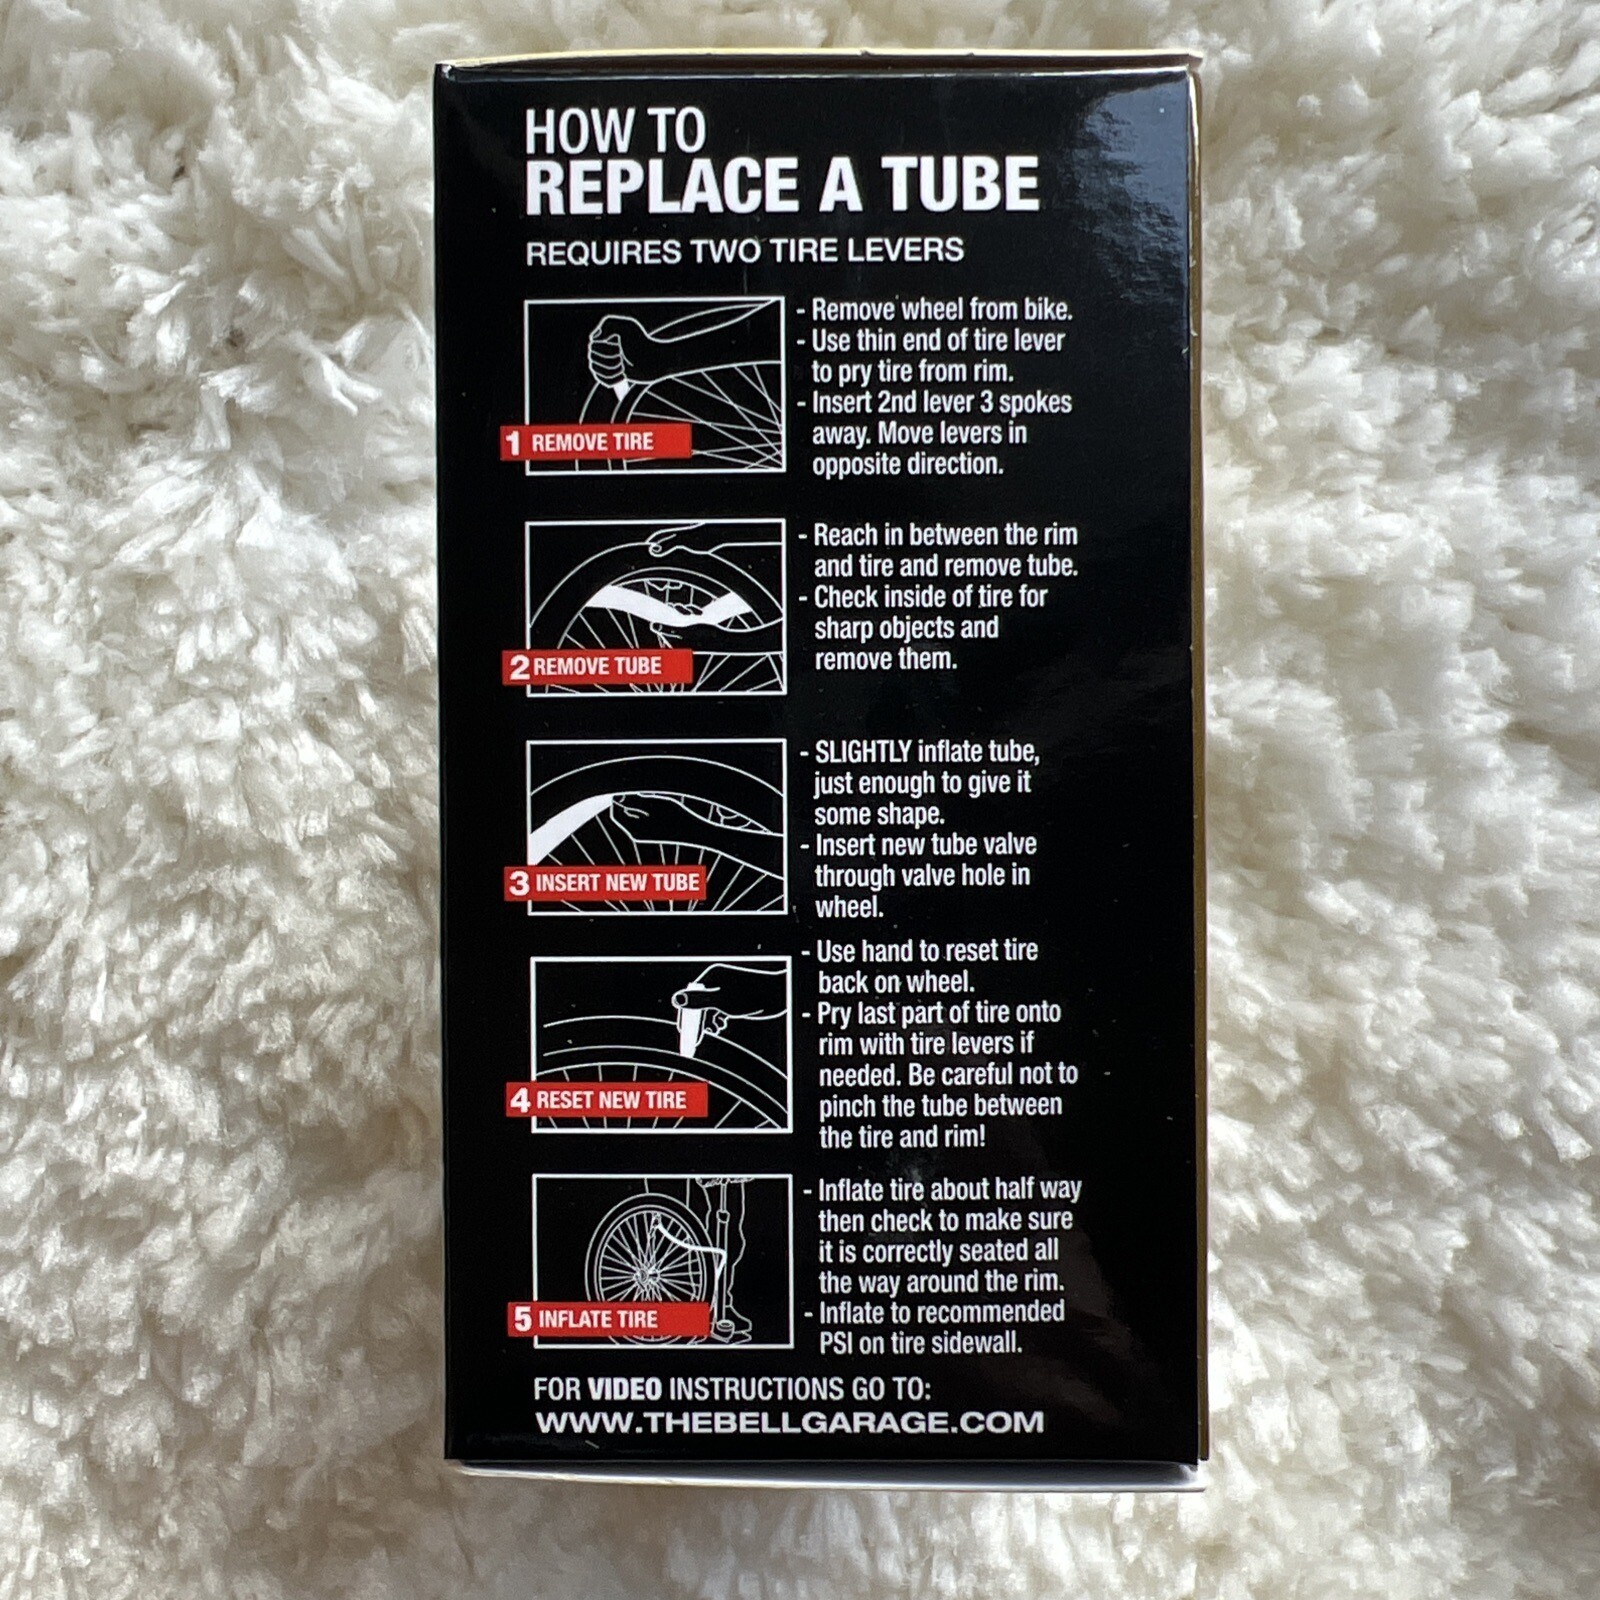 HOW TO
REPLACE A TUBE
REQUIRES TWO TIRE LEVERS
1 REMOVE TIRE
- Remove wheel from bike.
- Use thin end of tire lever
to pry tire from rim.
- Insert 2nd lever 3 spokes
away. Move levers in
opposite direction.
2 REMOVE TUBE
- Reach in between the rim
and tire and remove tube.
- Check inside of tire for
sharp objects and
remove them.
3 INSERT NEW TUBE
- SLIGHTLY inflate tube,
just enough to give it
some shape.
- Insert new tube valve
through valve hole in
wheel.
4 RESET NEW TIRE
- Use hand to reset tire
back on wheel.
- Pry last part of tire onto
rim with tire levers if
needed. Be careful not to
pinch the tube between
the tire and rim!
5 INFLATE TIRE
- Inflate tire about half way
then check to make sure
it is correctly seated all
the way around the rim.
- Inflate to recommended
PSI on tire sidewall.
FOR VIDEO INSTRUCTIONS GO TO:
WWW.THEBELLGARAGE.COM